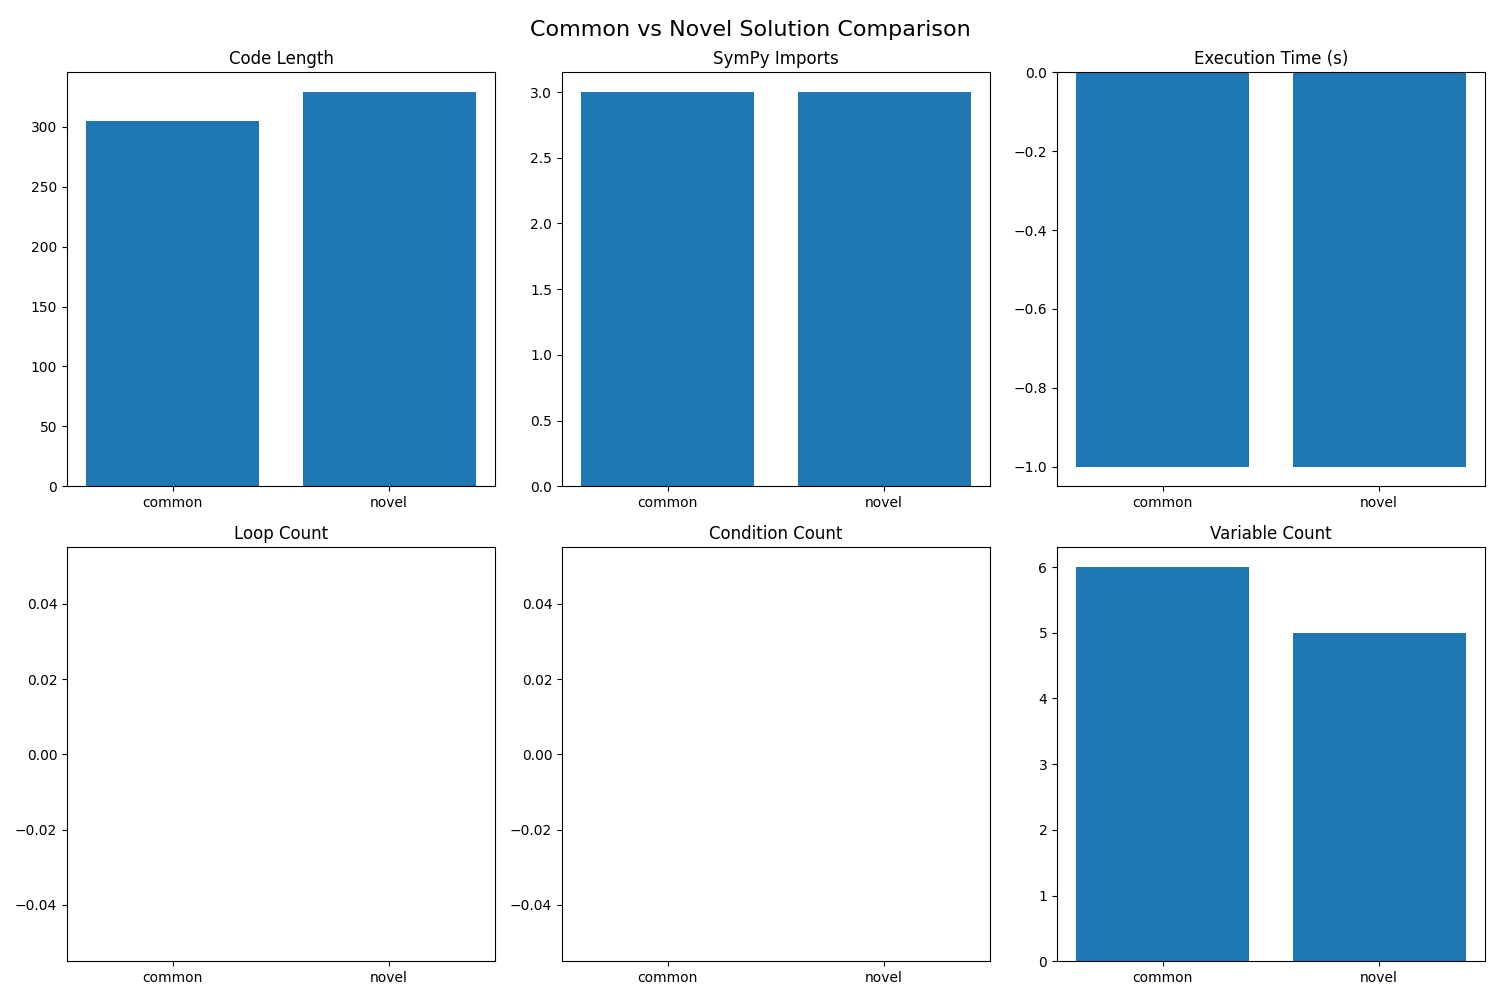 Common vs Novel Solution Comparison
Code Length
300
250
200
150
100
50
0
common novel
SymPy Imports
3.0
2.5
2.0
1.5
1.0
0.5
0.0
common novel
Execution Time (s)
0.0
−0.2
−0.4
−0.6
−0.8
−1.0
common novel
Loop Count
0.04
0.02
0.00
−0.02
−0.04
common novel
Condition Count
0.04
0.02
0.00
−0.02
−0.04
common novel
Variable Count
6
5
4
3
2
1
0
common novel